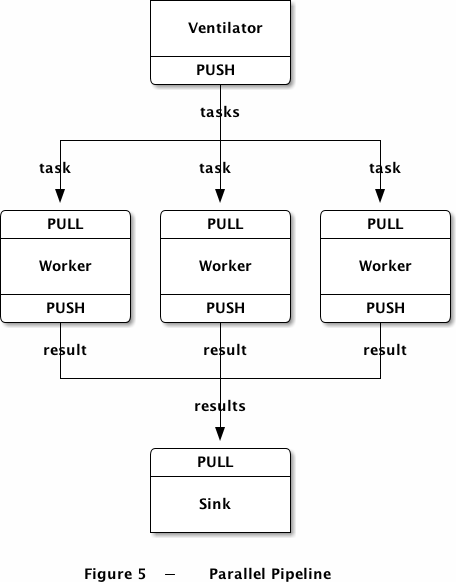 Ventilator
PUSH
tasks
task task task
PULL PULL PULL
Worker Worker Worker
PUSH PUSH PUSH
result result result
results
PULL
Sink
Figure 5 — Parallel Pipeline